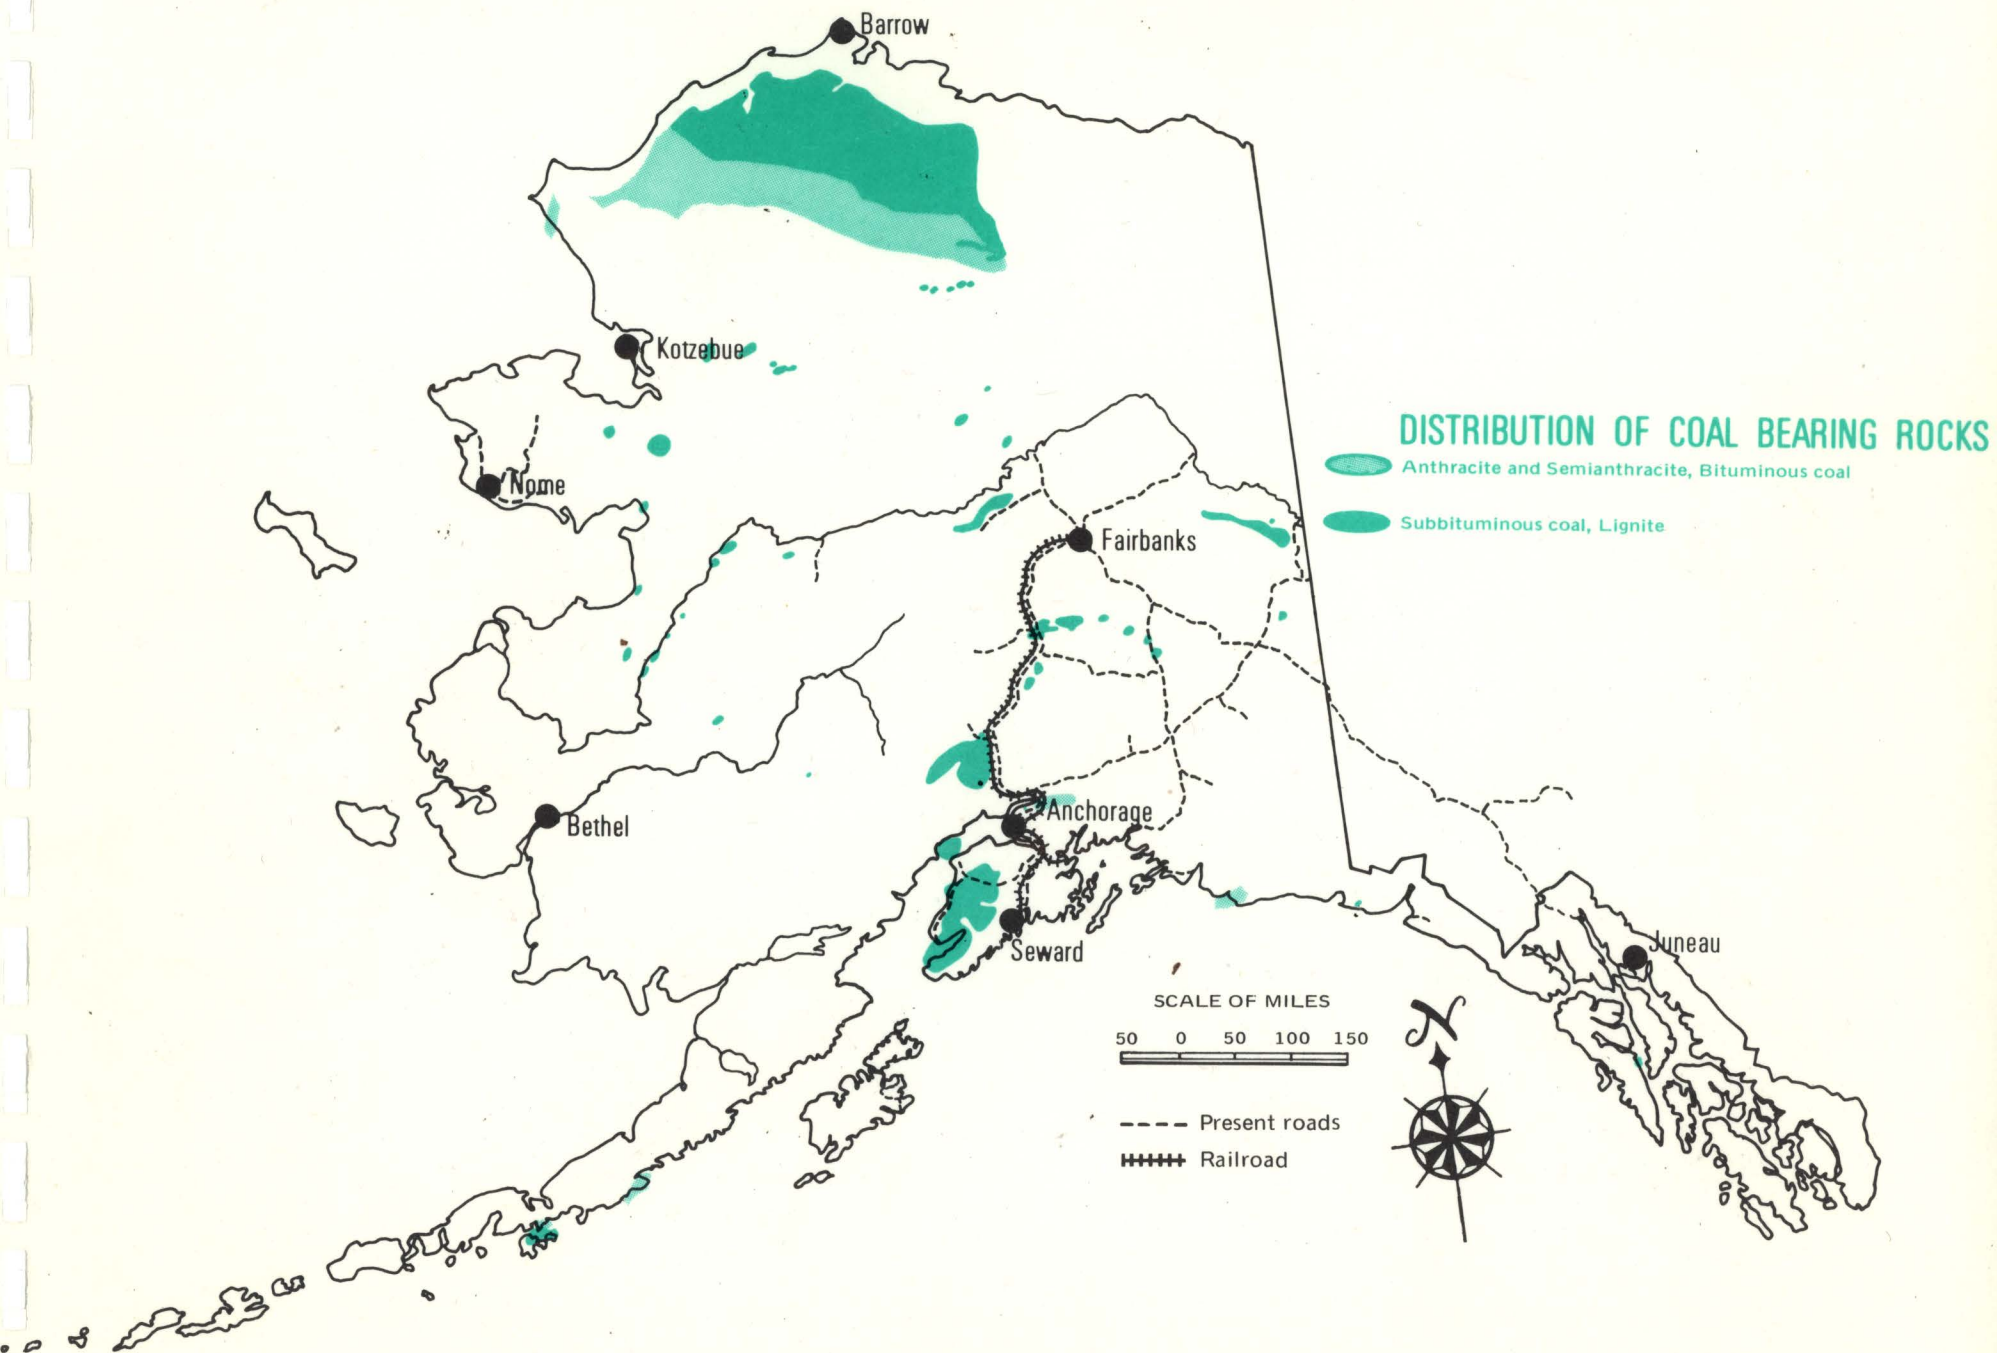 Barrow
Kotzebue
DISTRIBUTION OF COAL BEARING ROCKS
Anthracite and Semianthracite, Bituminous coal
Nome
Subbituminous coal, Lignite
Fairbanks
Anchorage
Bethel
Seward
Juneau
SCALE OF MILES
50 0 50 100 150
N
Present roads
Railroad